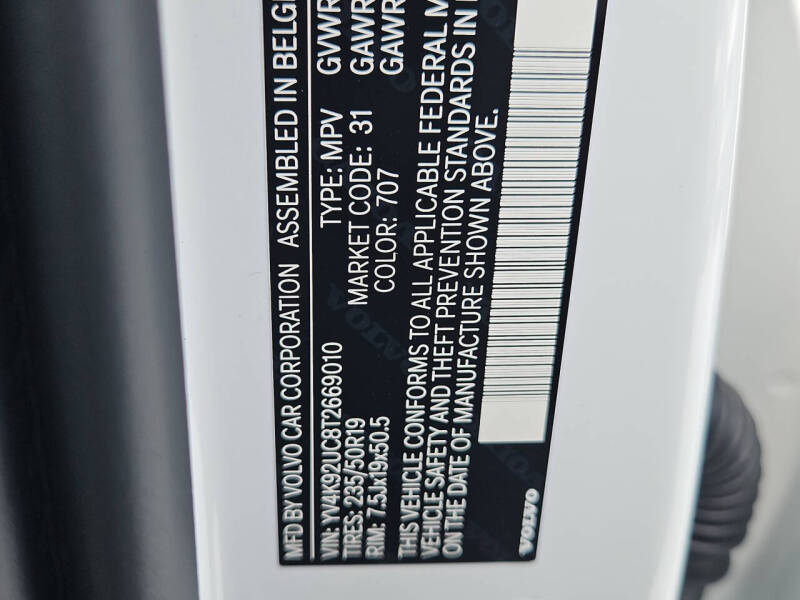 MFD BY VOLVO CAR CORPORATION ASSEMBLED IN BELGI
VIN: YV4K92UC8T2669010 TYPE: MPV GVWR
TIRES: 235/50R19 MARKET CODE: 31 GAWR
RIM: 7.5Jx19x50.5 COLOR: 707 GAWR
THIS VEHICLE CONFORMS TO ALL APPLICABLE FEDERAL M
VEHICLE SAFETY AND THEFT PREVENTION STANDARDS IN
ON THE DATE OF MANUFACTURE SHOWN ABOVE.
VOLVO